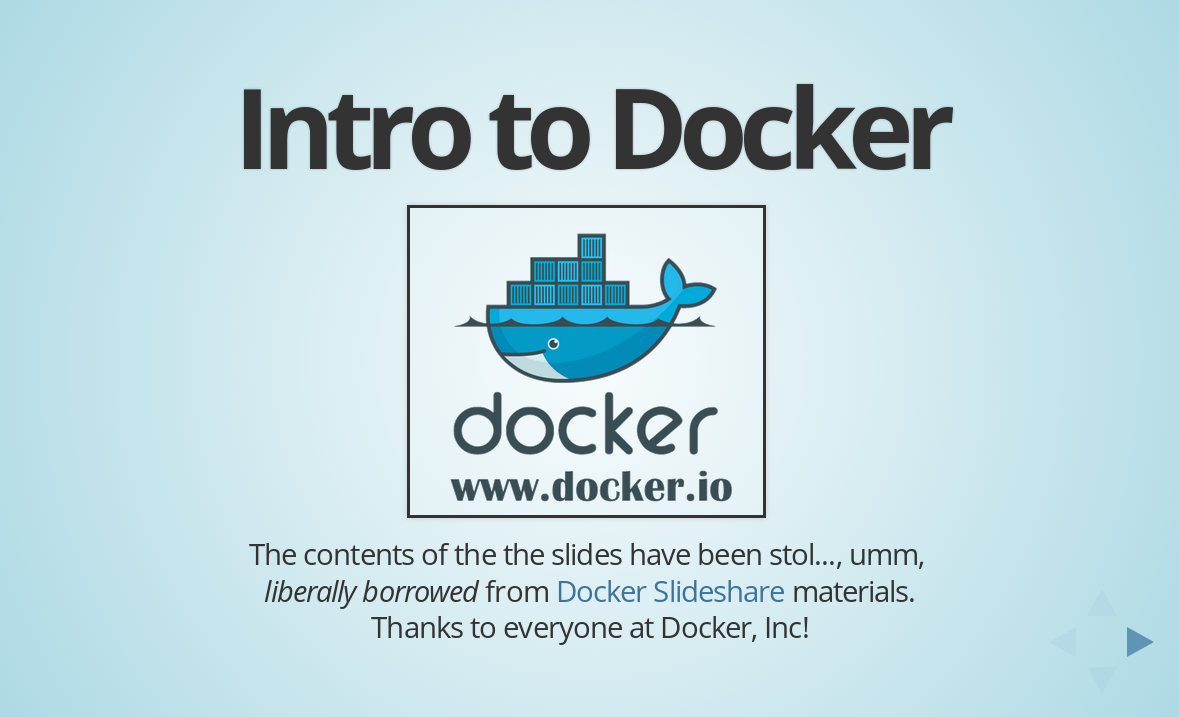 Intro to Docker
docker
www.docker.io
The contents of the the slides have been stol..., umm,
liberally borrowed from Docker Slideshare materials.
Thanks to everyone at Docker, Inc!